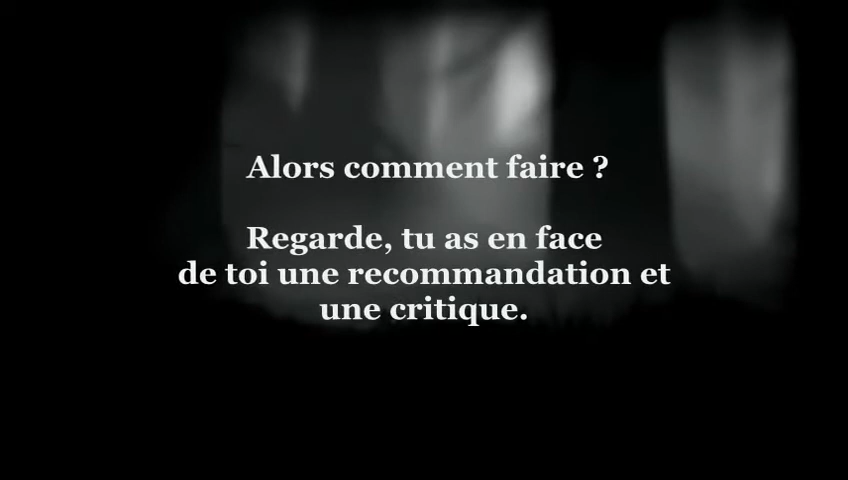 Alors comment faire ?
Regarde, tu as en face
de toi une recommandation et
une critique.